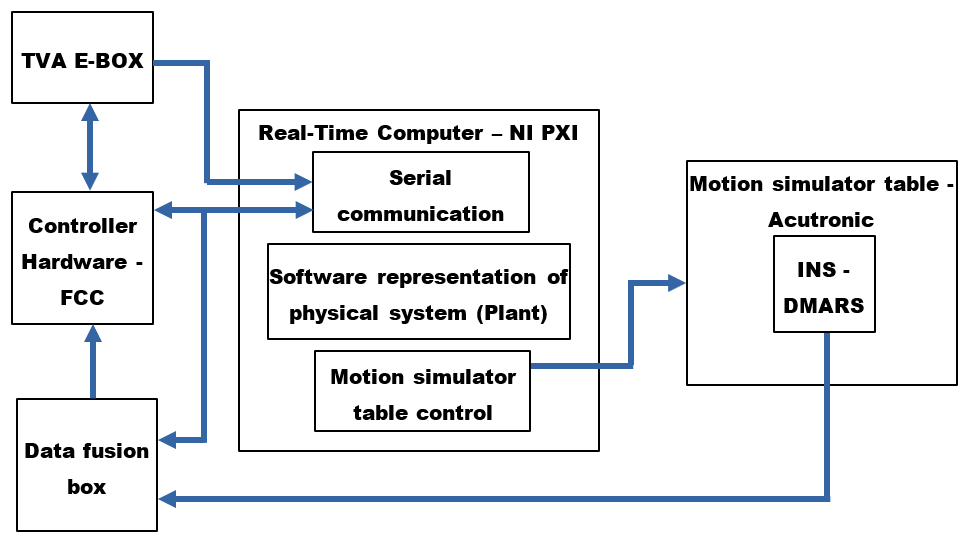 TVA E-BOX
Real-Time Computer – NI PXI
Serial
communication
Motion simulator table -
Acutronic
Controller
Hardware -
FCC
Software representation of
physical system (Plant)
INS -
DMARS
Motion simulator
table control
Data fusion
box